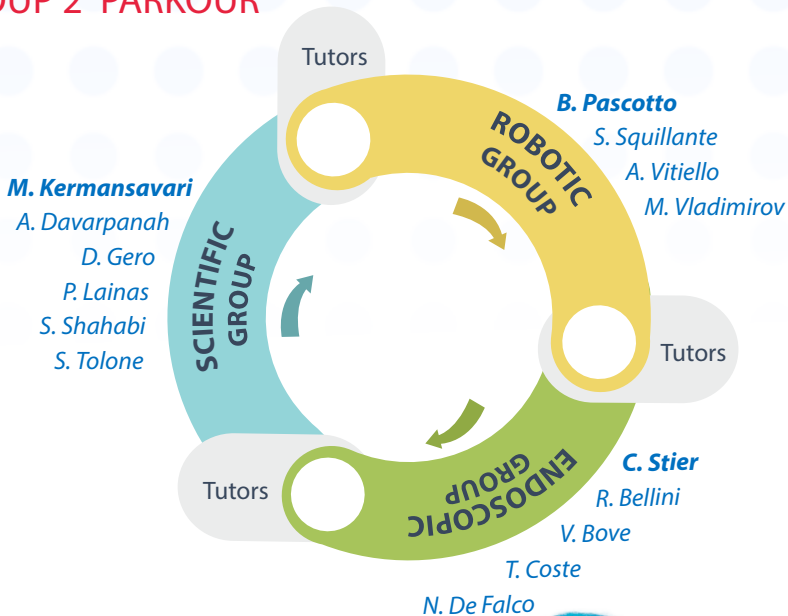 GROUP 2 PARKOUR
Tutors
ROBOTIC
GROUP
B. Pascotto
S. Squillante
A. Vitiello
M. Vladimirov
M. Kermansavari
A. Davarpanah
D. Gero
P. Lainas
S. Shahabi
S. Tolone
SCIENTIFIC
GROUP
Tutors
Tutors
ENDOSCOPIC
GROUP
C. Stier
R. Bellini
V. Bove
T. Coste
N. De Falco